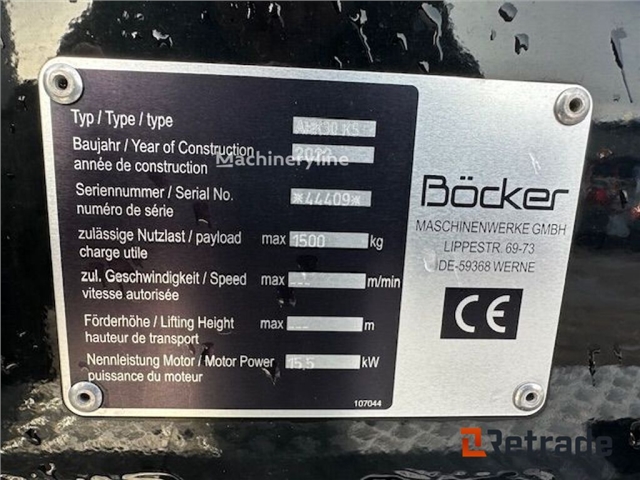 Typ / Type / type
Baujahr / Year of Construction
année de construction
Machineryline
Seriennummer / Serial No. *44409*
numéro de série
zulässige Nutzlast / payload max 1500 kg
charge utile
zul. Geschwindigkeit / Speed max --- m/min
vitesse autorisée
Förderhöhe / Lifting Height max --- m
hauteur de transport
Nennleistung Motor / Motor Power 15,5 kW
puissance du moteur
107044
Böcker
MASCHINENWERKE GMBH
LIPPESTR. 69-73
DE-59368 WERNE
CE
Retrade